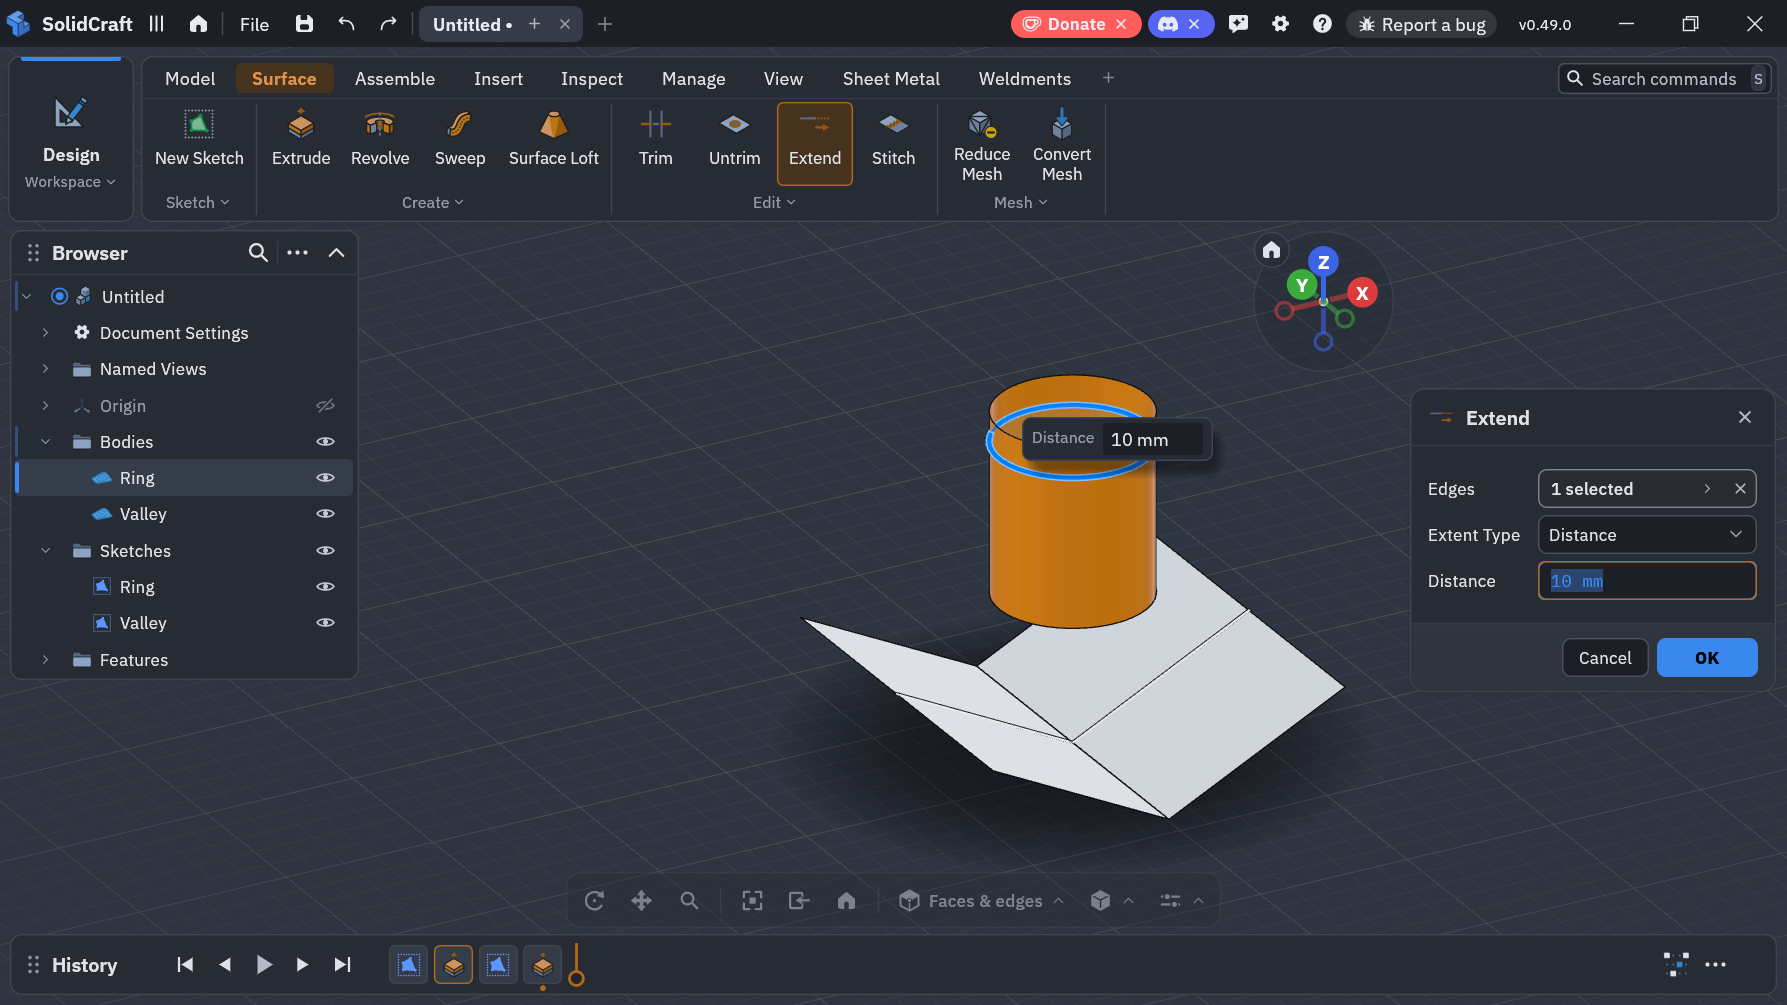 SolidCraft
File
Untitled •
Donate
Report a bug
v0.49.0
Design
Workspace
Model
Surface
Assemble
Insert
Inspect
Manage
View
Sheet Metal
Weldments
Search commands
S
New Sketch
Extrude
Revolve
Sweep
Surface Loft
Trim
Untrim
Extend
Stitch
Reduce Mesh
Convert Mesh
Sketch
Create
Edit
Mesh
Browser
Untitled
Document Settings
Named Views
Origin
Bodies
Ring
Valley
Sketches
Ring
Valley
Features
Z
Y
X
Distance
10 mm
Extend
Edges
1 selected
Extent Type
Distance
Distance
10 mm
Cancel
OK
Faces & edges
History